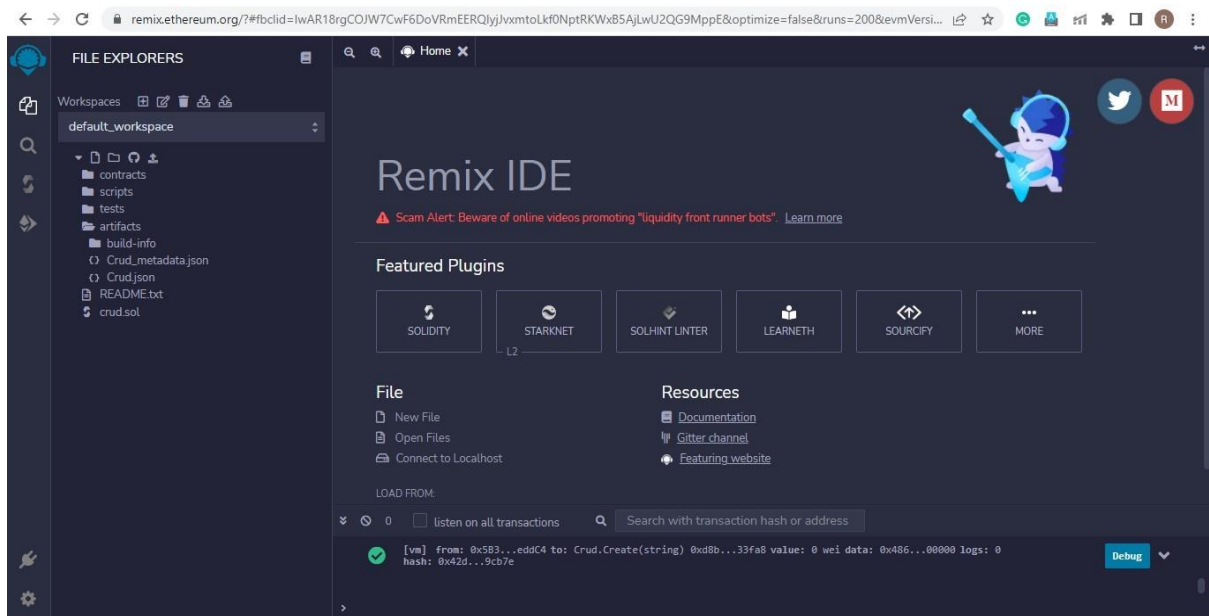 remix.ethereum.org/?#fbclid=IwAR18rgCOJW7CwF6DoVRmEERQIyjJvxmtoLkf0NptRKWxB5AjLwU2QG9MppE&optimize=false&runs=200&evmVersi...
R
FILE EXPLORERS
Home
Workspaces
default_workspace
contracts
scripts
tests
artifacts
build-info
Crud_metadata.json
Crud.json
README.txt
crud.sol
M
Remix IDE
Scam Alert: Beware of online videos promoting "liquidity front runner bots". Learn more
Featured Plugins
SOLIDITY
STARKNET
L2
SOLHINT LINTER
LEARNETH
SOURCIFY
MORE
File
New File
Open Files
Connect to Localhost
LOAD FROM:
Resources
Documentation
Gitter channel
Featuring website
0 listen on all transactions Search with transaction hash or address
[vm] from: 0x5B3...eddC4 to: Crud.Create(string) 0xd8b...33fa8 value: 0 wei data: 0x486...00000 logs: 0
hash: 0x42d...9cb7e
Debug
>